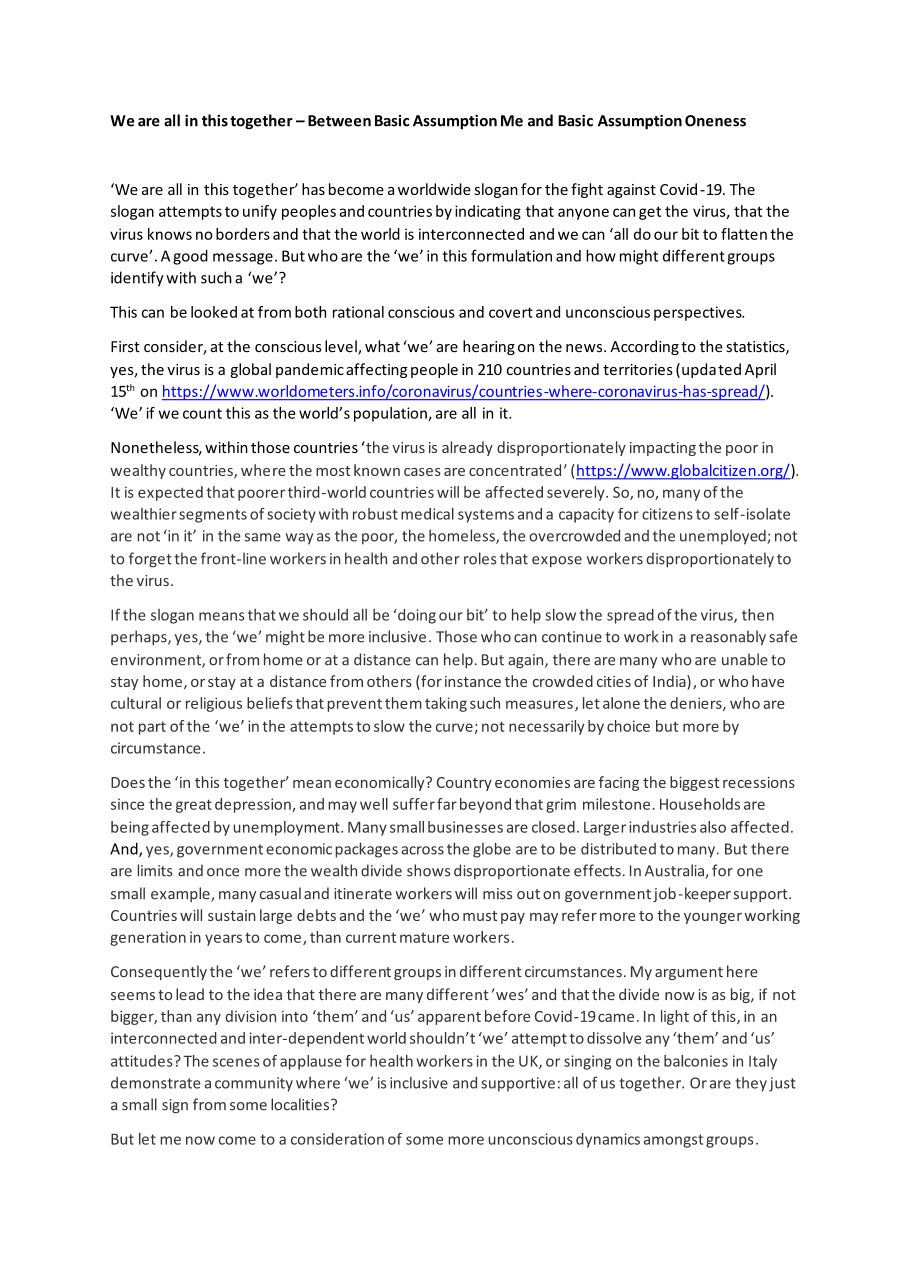 We are all in this together – Between Basic Assumption Me and Basic Assumption Oneness
‘We are all in this together’ has become a worldwide slogan for the fight against Covid-19. The
slogan attempts to unify peoples and countries by indicating that anyone can get the virus, that the
virus knows no borders and that the world is interconnected and we can ‘all do our bit to flatten the
curve’. A good message. But who are the ‘we’ in this formulation and how might different groups
identify with such a ‘we’?
This can be looked at from both rational conscious and covert and unconscious perspectives.
First consider, at the conscious level, what ‘we’ are hearing on the news. According to the statistics,
yes, the virus is a global pandemic affecting people in 210 countries and territories (updated April
15th on https://www.worldometers.info/coronavirus/countries-where-coronavirus-has-spread/).
‘We’ if we count this as the world’s population, are all in it.
Nonetheless, within those countries ‘the virus is already disproportionately impacting the poor in
wealthy countries, where the most known cases are concentrated’ (https://www.globalcitizen.org/).
It is expected that poorer third-world countries will be affected severely. So, no, many of the
wealthier segments of society with robust medical systems and a capacity for citizens to self-isolate
are not ‘in it’ in the same way as the poor, the homeless, the overcrowded and the unemployed; not
to forget the front-line workers in health and other roles that expose workers disproportionately to
the virus.
If the slogan means that we should all be ‘doing our bit’ to help slow the spread of the virus, then
perhaps, yes, the ‘we’ might be more inclusive. Those who can continue to work in a reasonably safe
environment, or from home or at a distance can help. But again, there are many who are unable to
stay home, or stay at a distance from others (for instance the crowded cities of India), or who have
cultural or religious beliefs that prevent them taking such measures, let alone the deniers, who are
not part of the ‘we’ in the attempts to slow the curve; not necessarily by choice but more by
circumstance.
Does the ‘in this together’ mean economically? Country economies are facing the biggest recessions
since the great depression, and may well suffer far beyond that grim milestone. Households are
being affected by unemployment. Many small businesses are closed. Larger industries also affected.
And, yes, government economic packages across the globe are to be distributed to many. But there
are limits and once more the wealth divide shows disproportionate effects. In Australia, for one
small example, many casual and itinerate workers will miss out on government job-keeper support.
Countries will sustain large debts and the ‘we’ who must pay may refer more to the younger working
generation in years to come, than current mature workers.
Consequently the ‘we’ refers to different groups in different circumstances. My argument here
seems to lead to the idea that there are many different ’wes’ and that the divide now is as big, if not
bigger, than any division into ‘them’ and ‘us’ apparent before Covid-19 came. In light of this, in an
interconnected and inter-dependent world shouldn’t ‘we’ attempt to dissolve any ‘them’ and ‘us’
attitudes? The scenes of applause for health workers in the UK, or singing on the balconies in Italy
demonstrate a community where ‘we’ is inclusive and supportive: all of us together. Or are they just
a small sign from some localities?
But let me now come to a consideration of some more unconscious dynamics amongst groups.